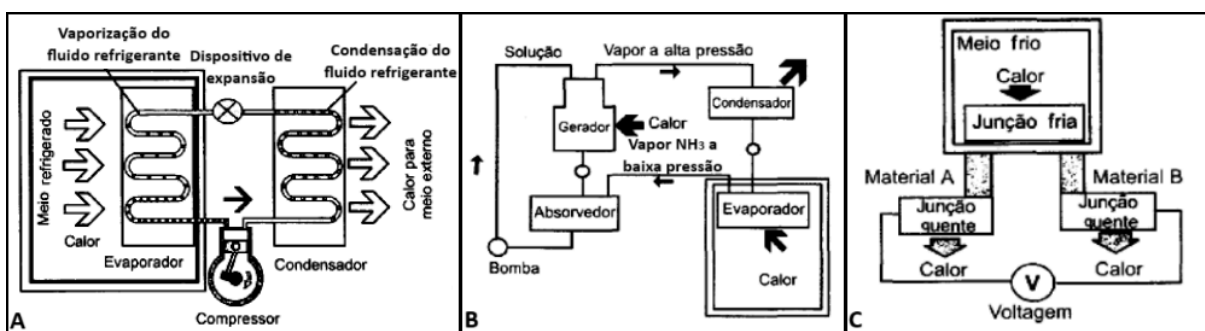 Vaporização do
fluido refrigerante
Dispositivo de
expansão
Condensação do
fluido refrigerante
Meio refrigerado
Calor
Evaporador
Compressor
Condensador
Calor para
meio externo
A
Solução
Vapor a alta pressão
Condensador
Gerador
Calor
Vapor NH3 a
baixa pressão
Absorvedor
Evaporador
Calor
Bomba
B
Meio frio
Calor
Junção fria
Material A
Material B
Junção
quente
Junção
quente
Calor
Calor
V
Voltagem
C